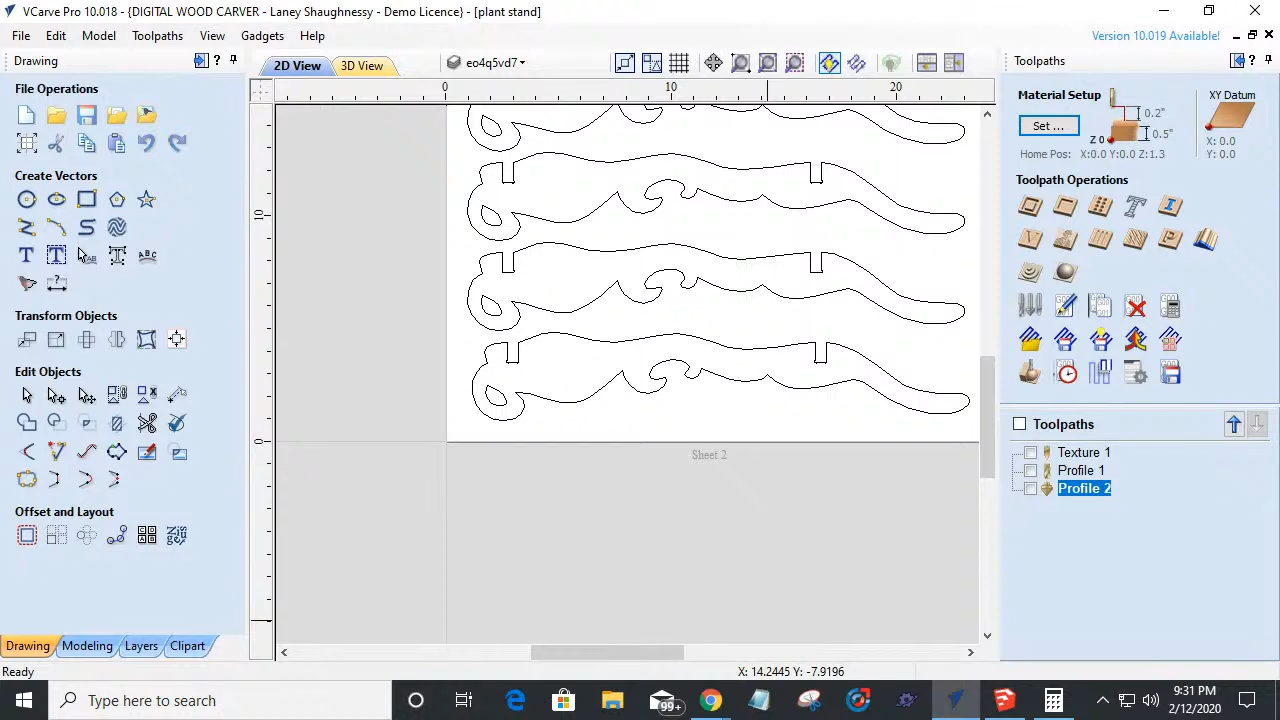 VCarve Pro 10.018 - {DIGITAL WOOD CARVER - Laney Shaughnessy - Demo Licence} - [plant stand]
File Edit Model Toolpaths View Gadgets Help
Version 10.019 Available!
Drawing
?
2D View
3D View
eo4q5vd7
Toolpaths
?
File Operations
Create Vectors
Transform Objects
Edit Objects
Offset and Layout
Drawing
Modeling
Layers
Clipart
0
10
20
10
0
Sheet 2
Material Setup
Set ...
0.2"
Z 0
0.5"
XY Datum
X: 0.0
Y: 0.0
Home Pos: X:0.0 Y:0.0 Z:1.3
Toolpath Operations
Toolpaths
Texture 1
Profile 1
Profile 2
Ready
X: 14.2445 Y: -7.9196
Type here to search
99+
9:31 PM
2/12/2020